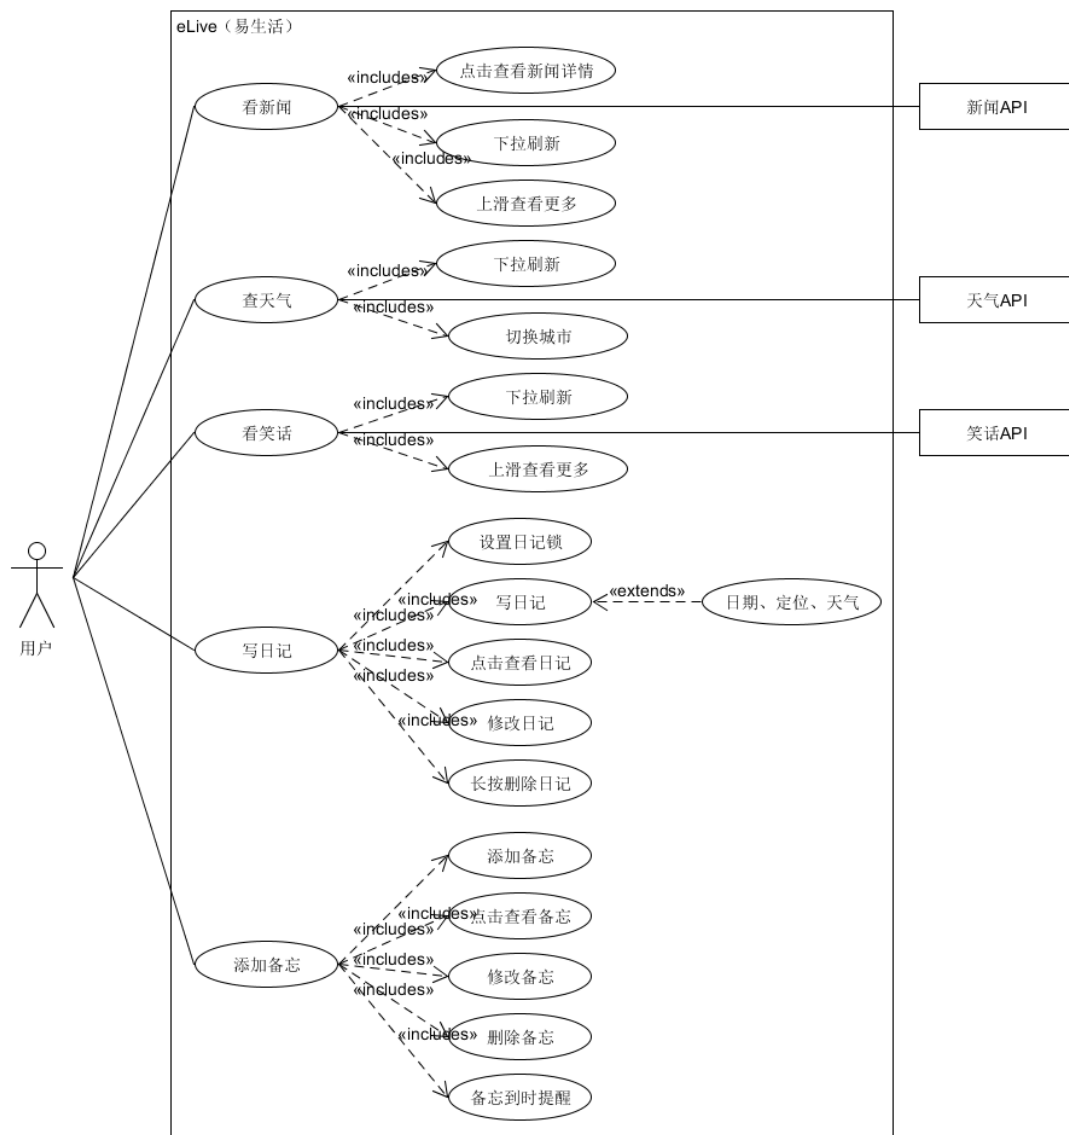 eLive（易生活）
«includes»
点击查看新闻详情
看新闻
新闻API
«includes»
下拉刷新
«includes»
上滑查看更多
«includes»
下拉刷新
查天气
天气API
«includes»
切换城市
«includes»
下拉刷新
看笑话
笑话API
«includes»
上滑查看更多
用户
设置日记锁
«includes»
写日记
«extends»
日期、定位、天气
«includes»
写日记
«includes»
点击查看日记
«includes»
«includes»
修改日记
长按删除日记
添加备忘
«includes»
点击查看备忘
«includes»
添加备忘
«includes»
修改备忘
«includes»
«includes»
删除备忘
备忘到时提醒